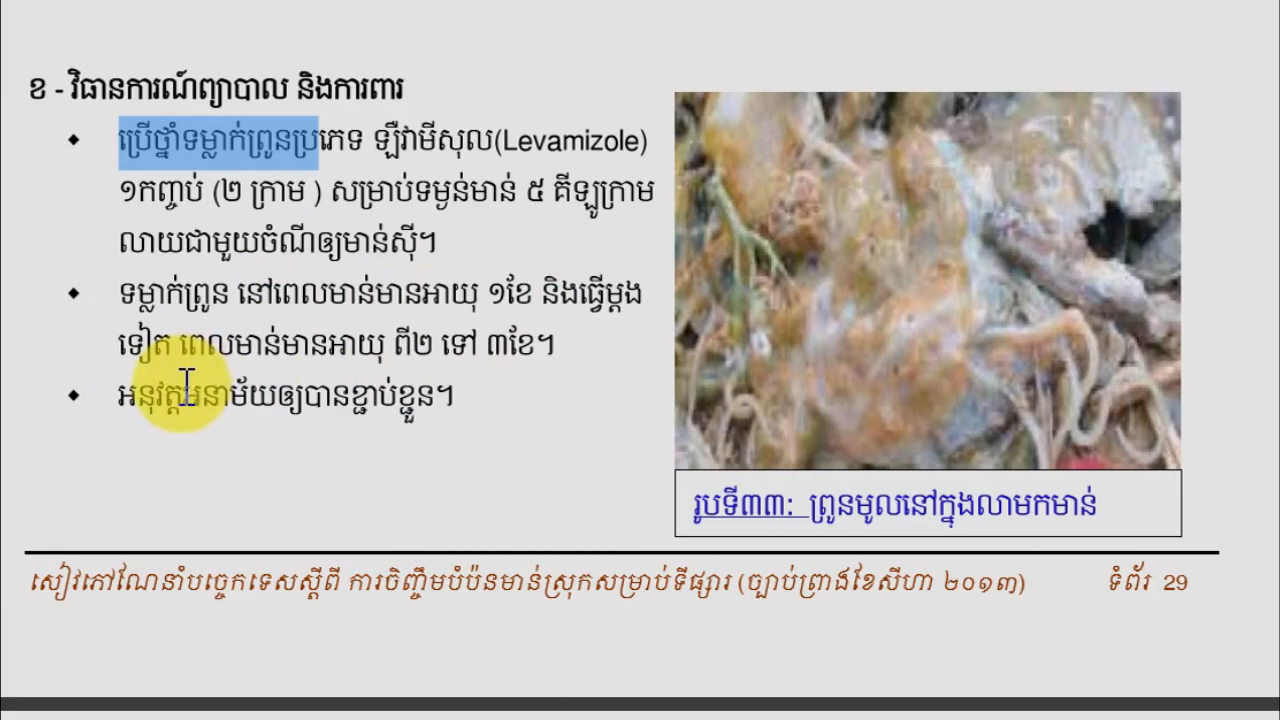 ខ - វិធានការណ៍ព្យាបាល និងការពារ
ប្រើថ្នាំទម្លាក់ព្រូនប្រភេទ ឡឺវាមីសុល(Levamizole)
១កញ្ចប់ (២ ក្រាម ) សម្រាប់ទម្ងន់មាន់ ៥ គីឡូក្រាម
លាយជាមួយចំណីឲ្យមាន់ស៊ី។
ទម្លាក់ព្រូន នៅពេលមាន់មានអាយុ ១ខែ និងធ្វើម្ដង
ទៀត ពេលមាន់មានអាយុ ពី២ ទៅ ៣ខែ។
អនុវត្តអនាម័យឲ្យបានខ្ជាប់ខ្ជួន។
រូបទី៣៣: ព្រូនមូលនៅក្នុងលាមកមាន់
សៀវភៅណែនាំបច្ចេកទេសស្ដីពី ការចិញ្ចឹមបំប៉នមាន់ស្រុកសម្រាប់ទីផ្សារ (ច្បាប់ព្រាងខែសីហា ២០១៣) ទំព័រ 29